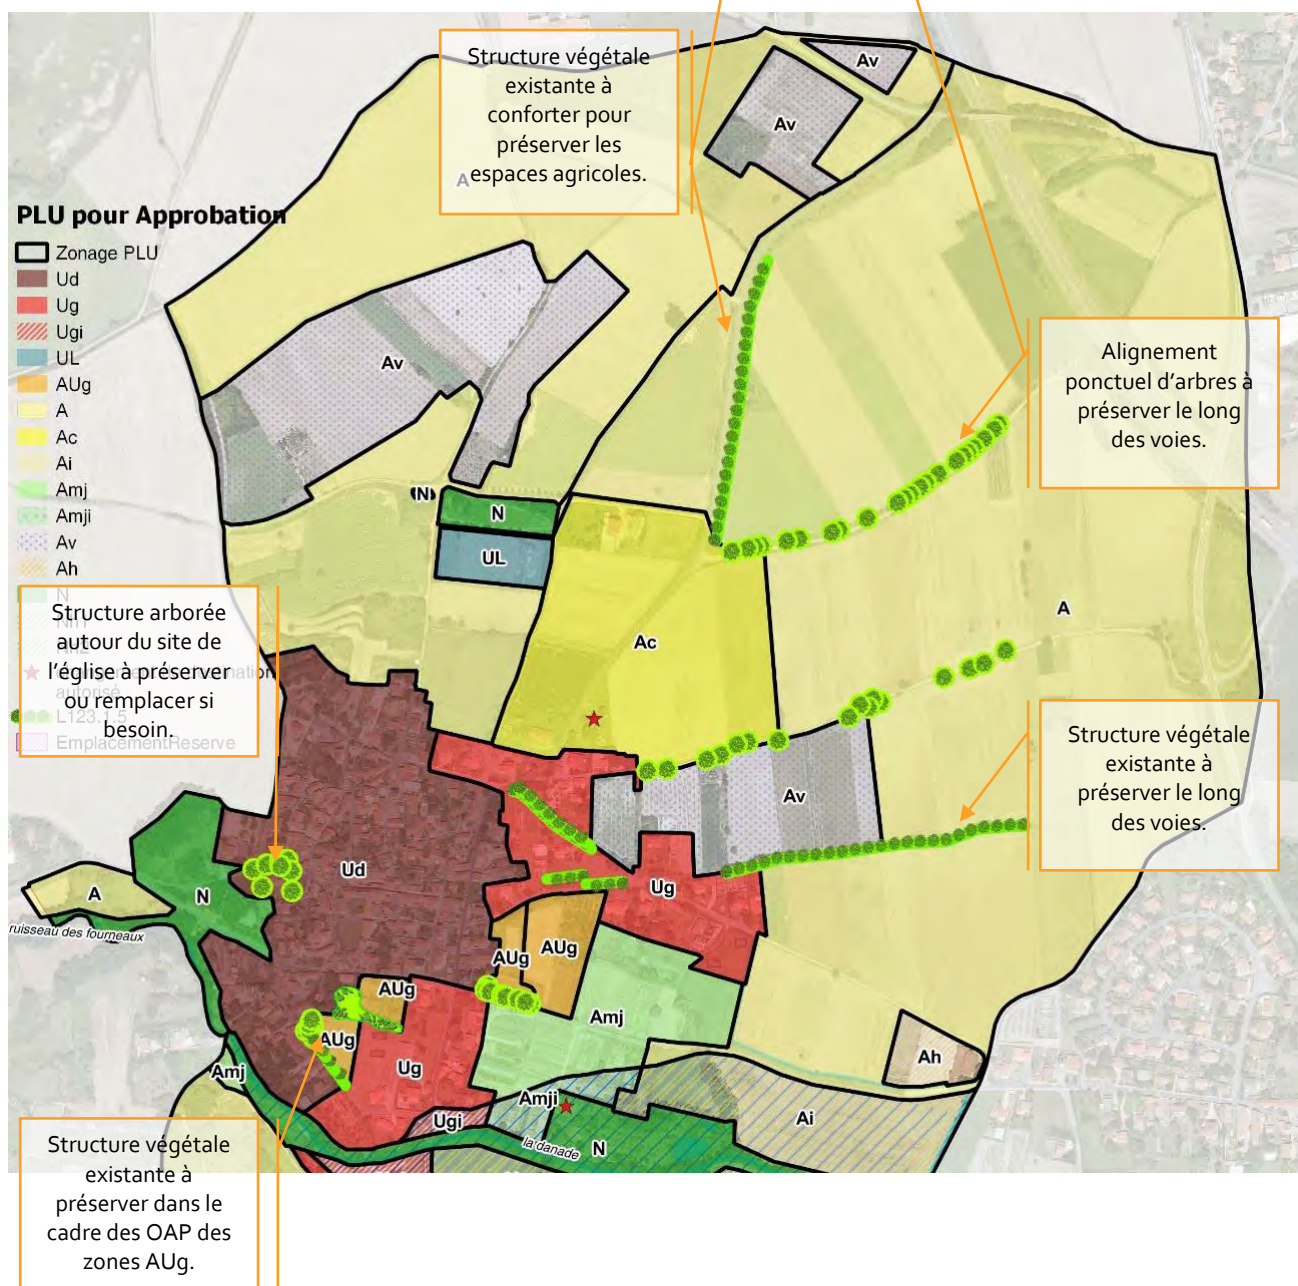 Structure végétale
existante à
conforter pour
préserver les
espaces agricoles.
Av
Av
A
PLU pour Approbation
Zonage PLU
Ud
Ug
Ugi
UL
AUg
A
Ac
Ai
Amj
Amji
Av
Ah
N
L123.1.5
EmplacementReserve
Structure arborée
autour du site de
l'église à préserver
ou remplacer si
besoin.
Alignement
ponctuel d'arbres à
préserver le long
des voies.
Av
N
N
UL
Ac
A
Structure végétale
existante à
préserver le long
des voies.
Av
Ud
Ug
A
N
ruisseau des fourneaux
AUg
AUg
AUg
AUg
Amj
Ug
Amj
Ah
Amji
Ai
Ugi
la danade
N
Structure végétale
existante à
préserver dans le
cadre des OAP des
zones AUg.